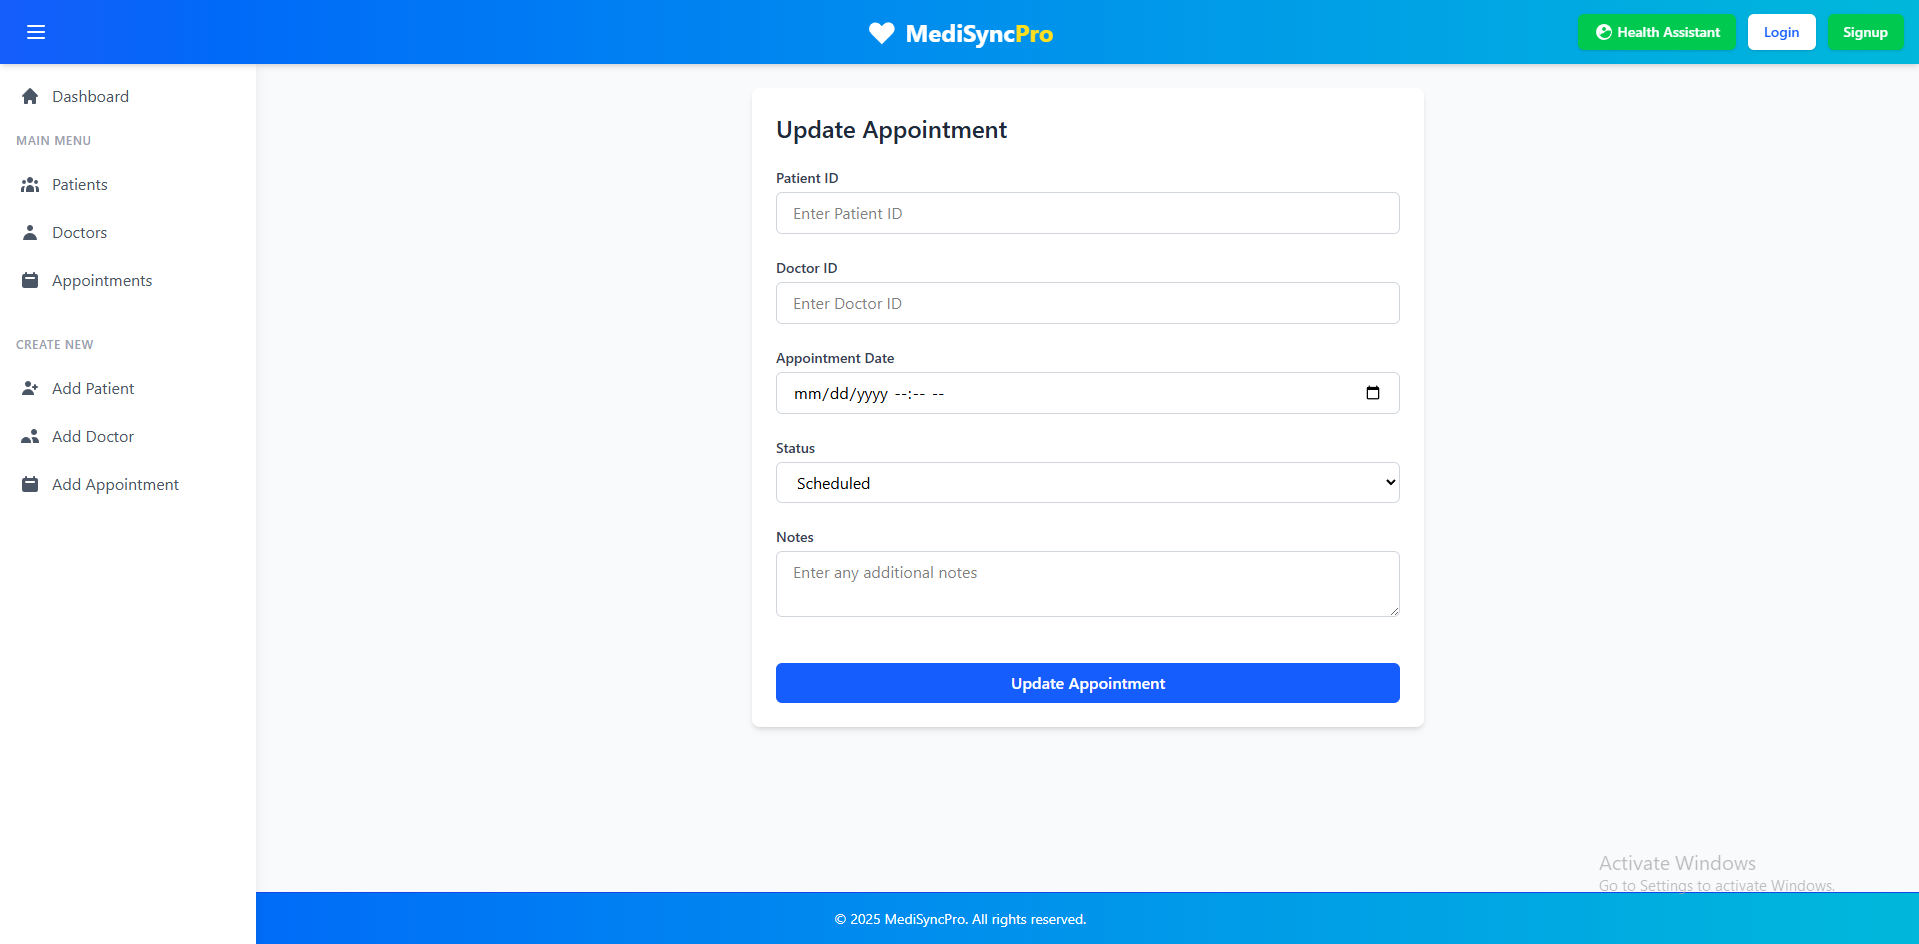 MediSyncPro
Health Assistant
Login
Signup
Dashboard
MAIN MENU
Patients
Doctors
Appointments
CREATE NEW
Add Patient
Add Doctor
Add Appointment
Update Appointment
Patient ID
Enter Patient ID
Doctor ID
Enter Doctor ID
Appointment Date
mm/dd/yyyy --:-- --
Status
Scheduled
Notes
Enter any additional notes
Update Appointment
Activate Windows
Go to Settings to activate Windows.
© 2025 MediSyncPro. All rights reserved.